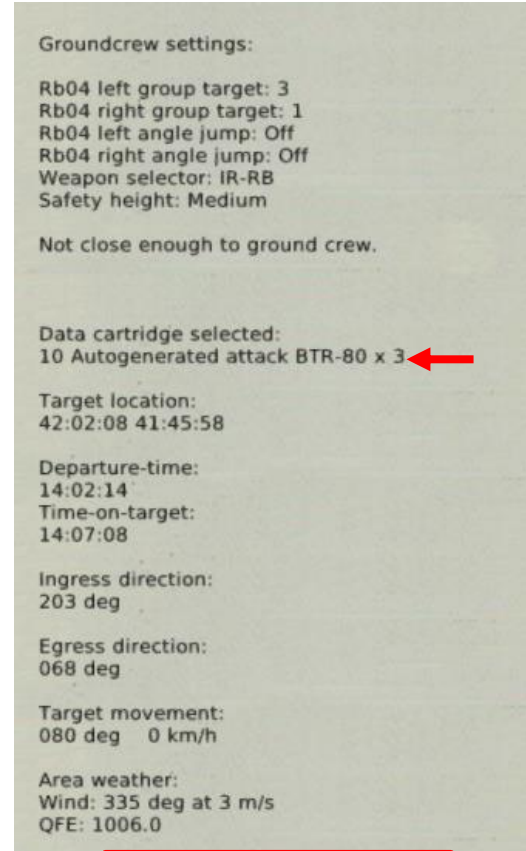 Groundcrew settings:
Rb04 left group target: 3
Rb04 right group target: 1
Rb04 left angle jump: Off
Rb04 right angle jump: Off
Weapon selector: IR-RB
Safety height: Medium
Not close enough to ground crew.
Data cartridge selected:
10 Autogenerated attack BTR-80 x 3
Target location:
42:02:08 41:45:58
Departure-time:
14:02:14
Time-on-target:
14:07:08
Ingress direction:
203 deg
Egress direction:
068 deg
Target movement:
080 deg 0 km/h
Area weather:
Wind: 335 deg at 3 m/s
QFE: 1006.0